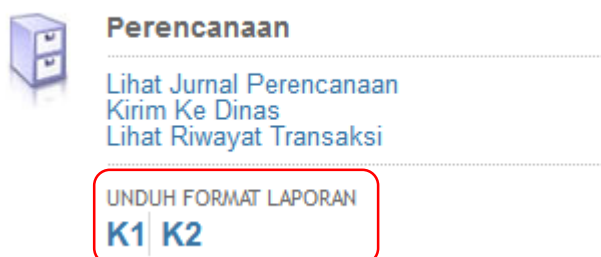 Perencanaan
Lihat Jurnal Perencanaan
Kirim Ke Dinas
Lihat Riwayat Transaksi
UNDUH FORMAT LAPORAN
K1 K2